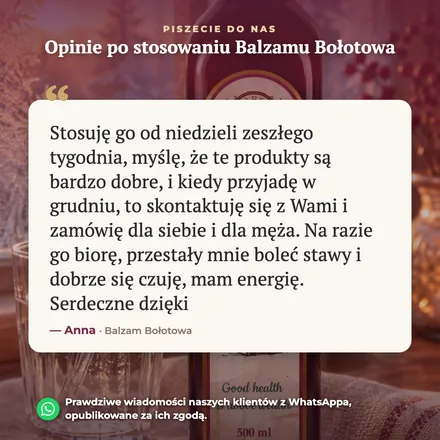 PISZECIE DO NAS
Opinie po stosowaniu Balzamu Bołotowa
Stosuję go od niedzieli zeszłego
tygodnia, myślę, że te produkty są
bardzo dobre, i kiedy przyjadę w
grudniu, to skontaktuję się z Wami i
zamówię dla siebie i dla męża. Na razie
go biorę, przestały mnie boleć stawy i
dobrze się czuję, mam energię.
Serdeczne dzięki
— Anna · Balzam Bołotowa
Good health
Prawdziwe wiadomości naszych klientów z WhatsAppa,
opublikowane za ich zgodą.
500 ml